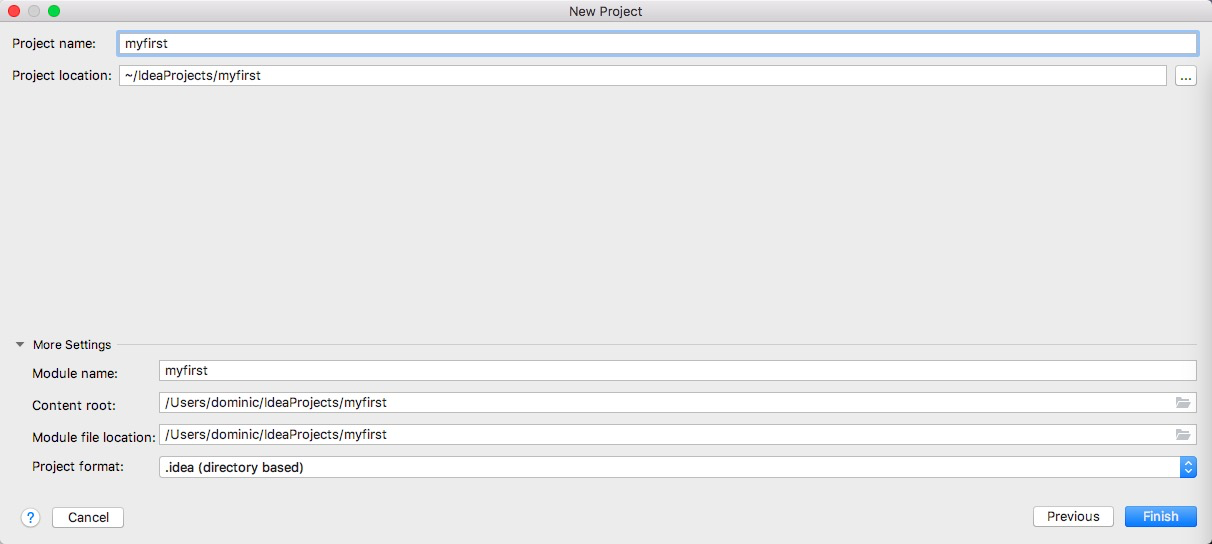 New Project
Project name: myfirst
Project location: ~/IdeaProjects/myfirst ...
More Settings
Module name: myfirst
Content root: /Users/dominic/IdeaProjects/myfirst
Module file location: /Users/dominic/IdeaProjects/myfirst
Project format: .idea (directory based)
? Cancel Previous Finish